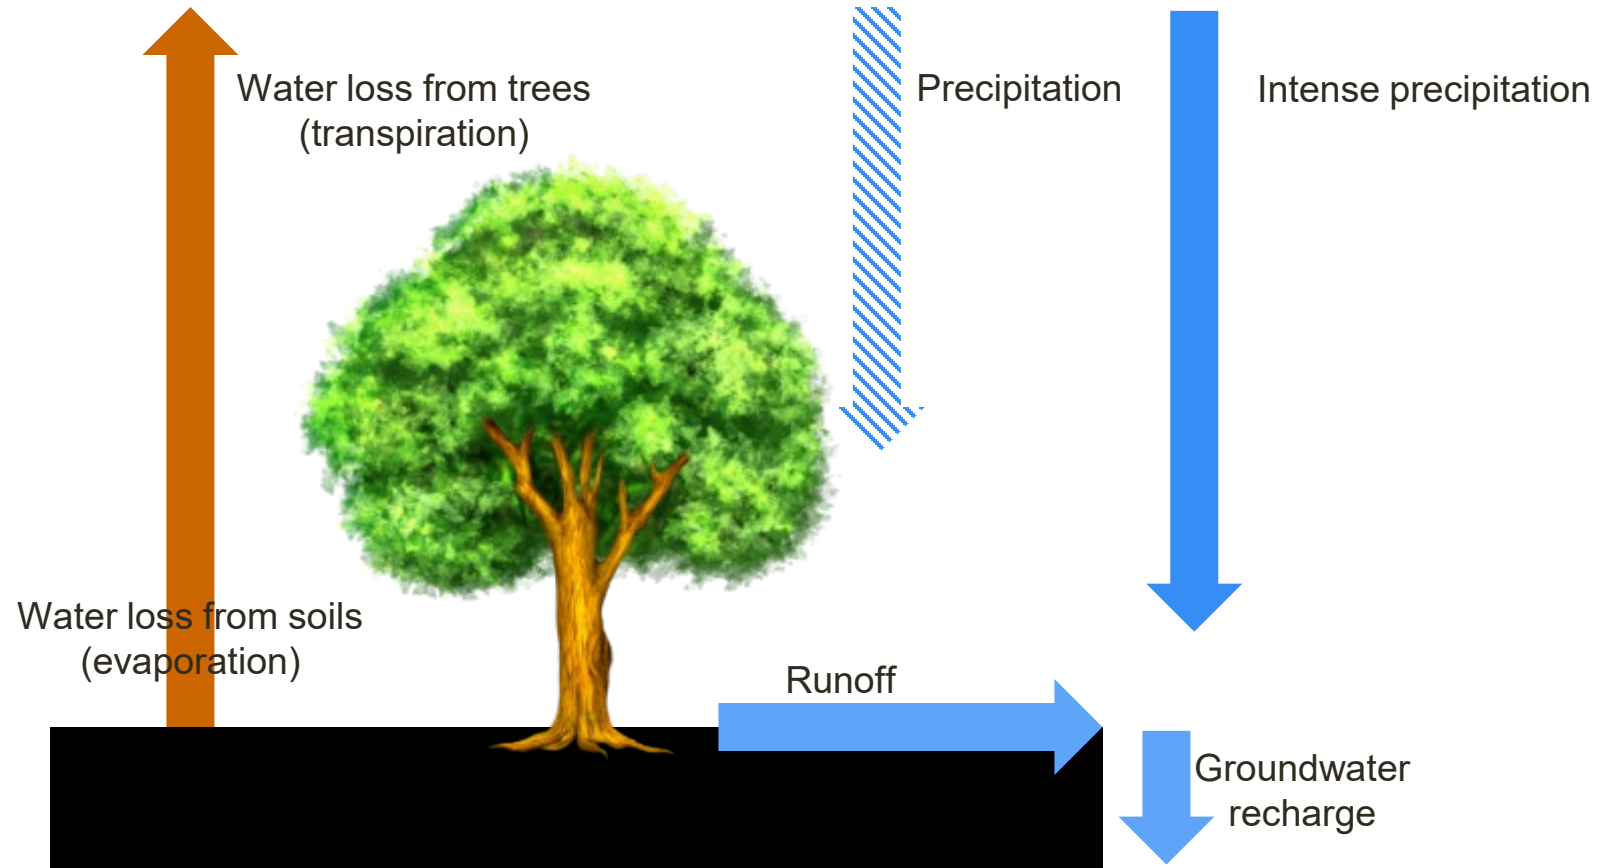 Water loss from trees
(transpiration)
Precipitation
Intense precipitation
Water loss from soils
(evaporation)
Runoff
Groundwater
recharge